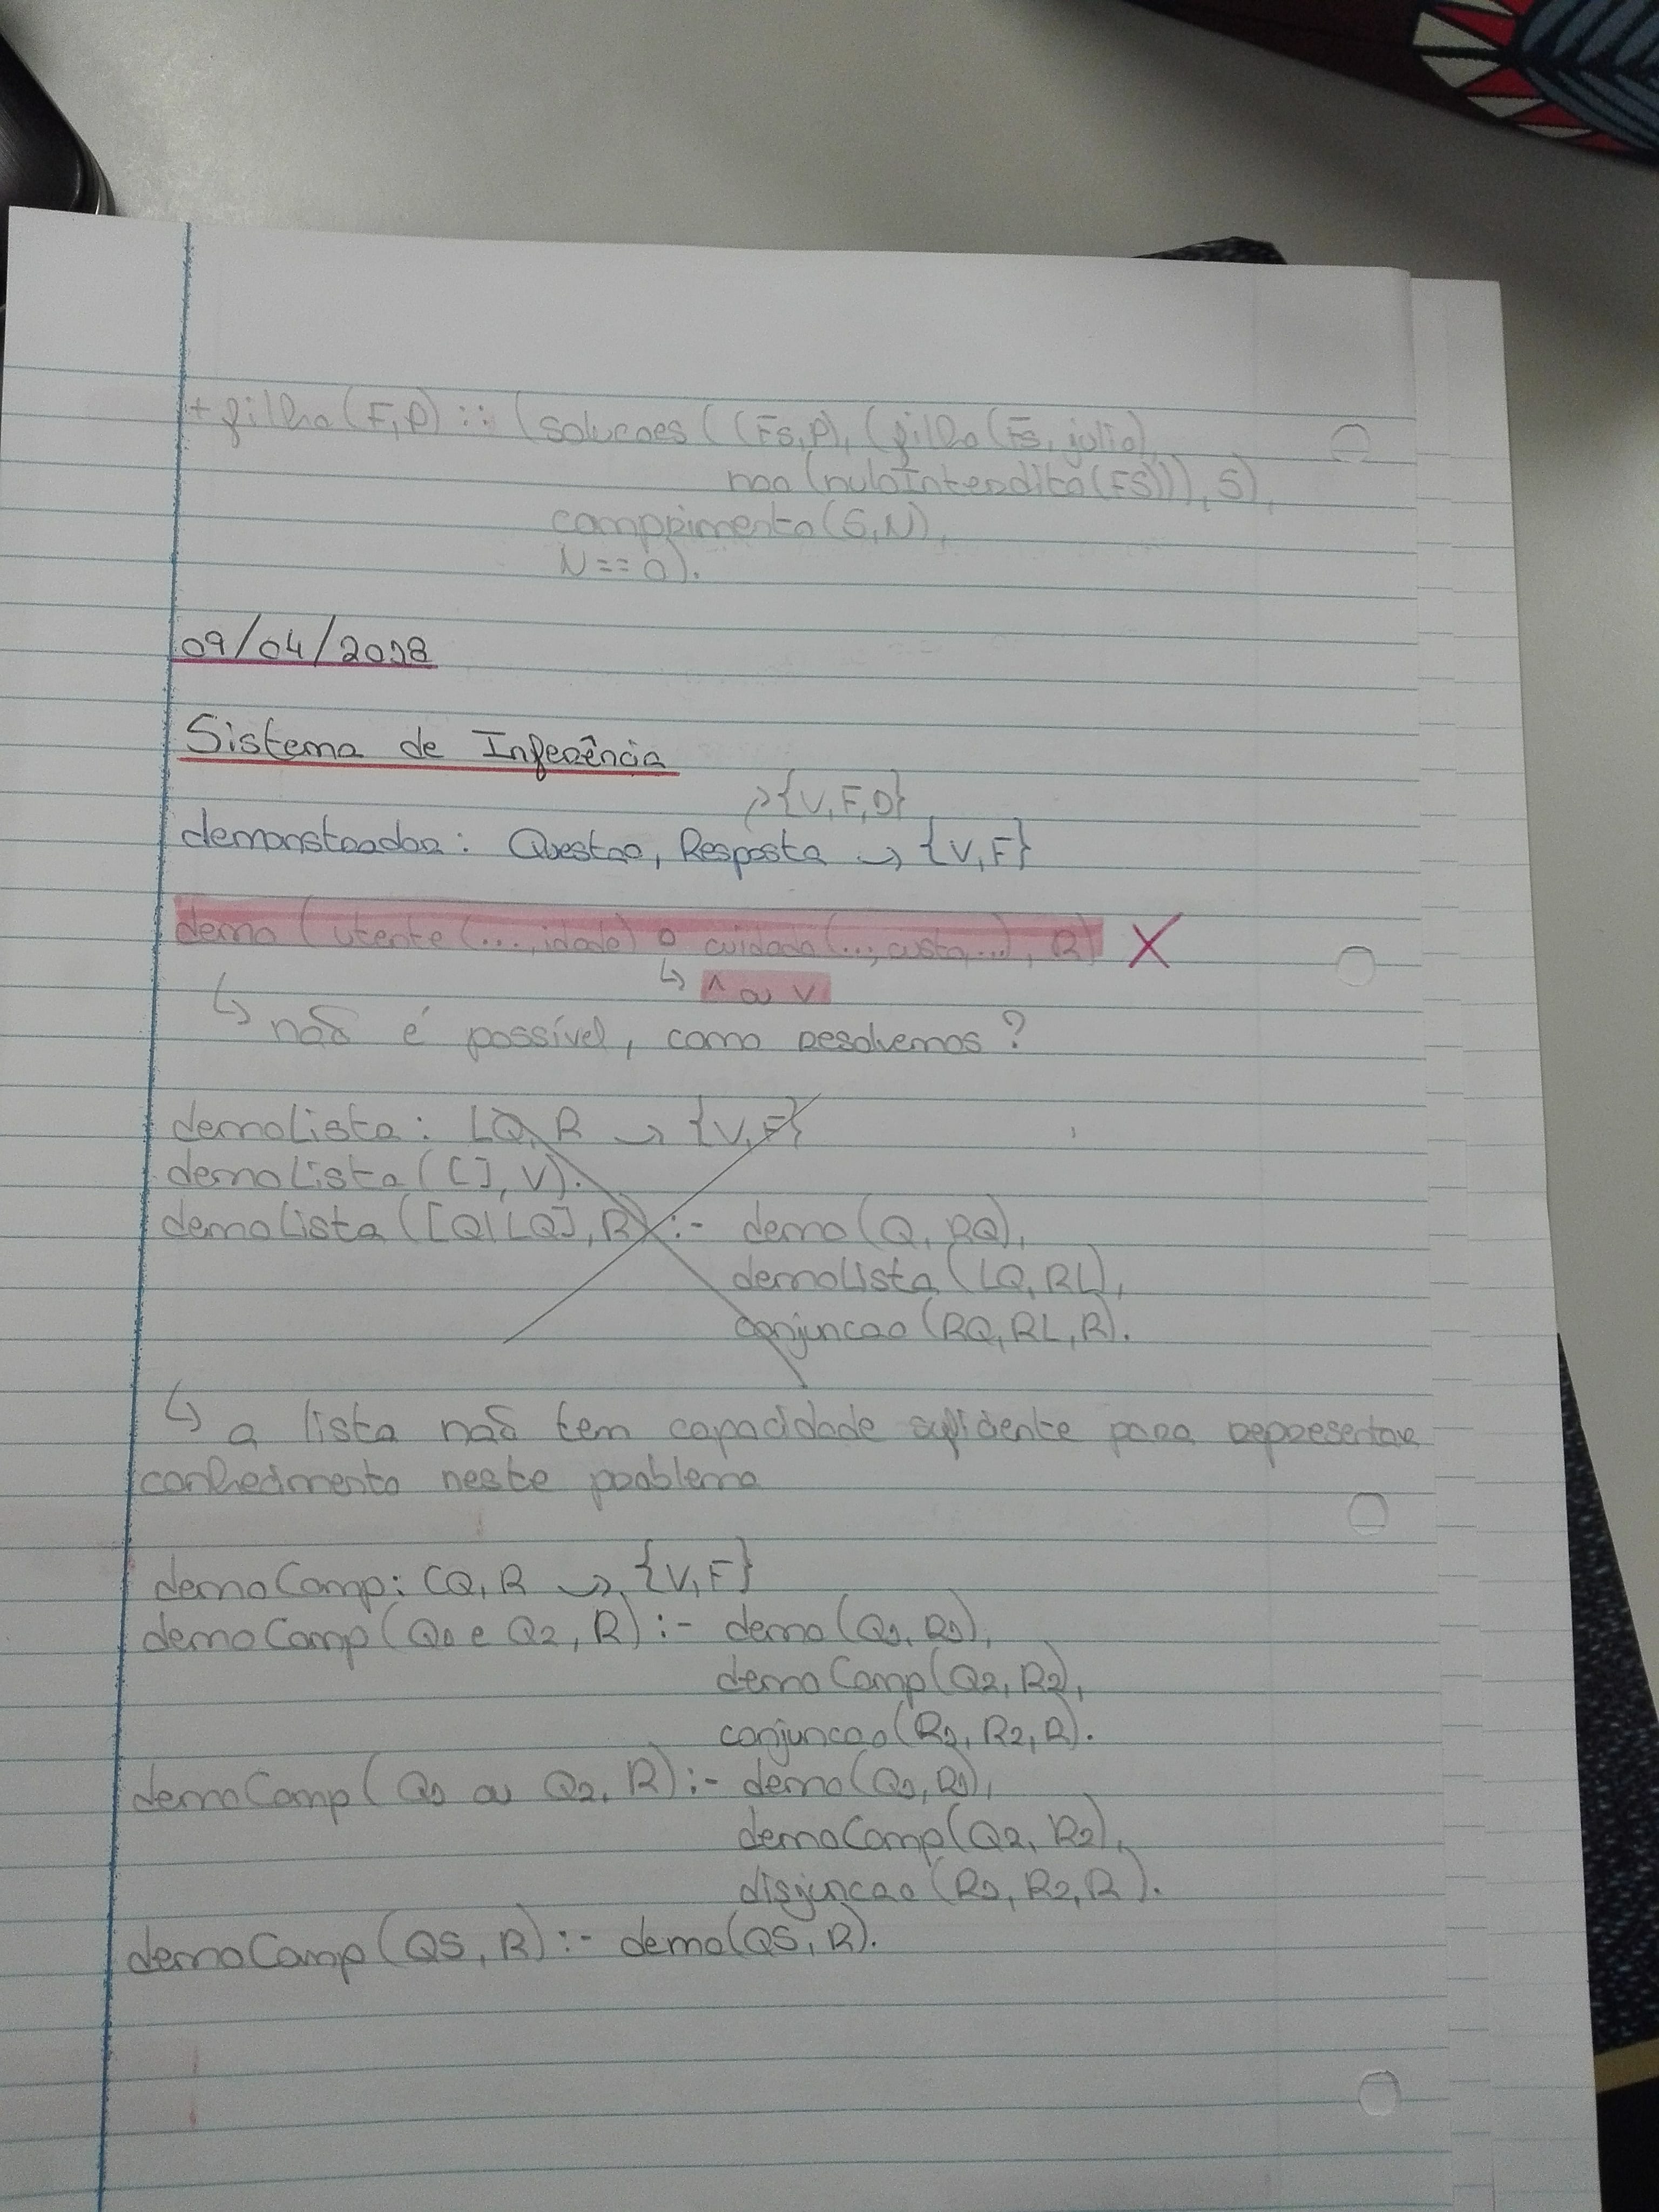 +filho(F,P) :: (solucoes((Fs,P),(filho(Fs,julio),
nao(nuloInterdito(FS))),S),
comprimento(S,N),
N==0).
09/04/2018
Sistema de Inferência
↳{V,F,D}
demonstrador: Questao, Resposta → {V,F}
demo(utente(...,idade) o cuidado(...,custo,...), R) X
↳ ∧ ou ∨
↳ não é possível, como resolvemos?
demoLista: LQ,R → {V,F}
demoLista([],V).
demoLista([Q|LQ],R) :- demo(Q,RQ),
demoLista(LQ,RL),
conjuncao(RQ,RL,R).
↳ a lista não tem capacidade suficiente para representar
conhecimento neste problema
demoComp: CQ,R → {V,F}
demoComp(Q1 e Q2, R) :- demo(Q1,R1),
demoComp(Q2,R2),
conjuncao(R1,R2,R).
demoComp(Q1 ou Q2, R) :- demo(Q1,R1),
demoComp(Q2,R2),
disjuncao(R1,R2,R).
demoComp(QS,R) :- demo(QS,R).